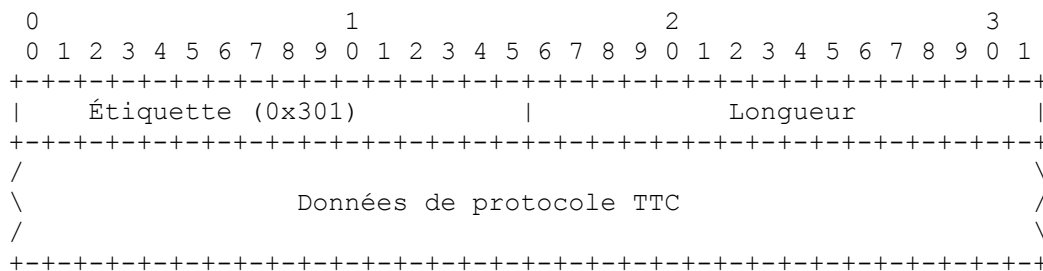 0                   1                   2                   3
 0 1 2 3 4 5 6 7 8 9 0 1 2 3 4 5 6 7 8 9 0 1 2 3 4 5 6 7 8 9 0 1
+-+-+-+-+-+-+-+-+-+-+-+-+-+-+-+-+-+-+-+-+-+-+-+-+-+-+-+-+-+-+-+-+
|    Étiquette (0x301)          |            Longueur           |
+-+-+-+-+-+-+-+-+-+-+-+-+-+-+-+-+-+-+-+-+-+-+-+-+-+-+-+-+-+-+-+-+
/                                                               \
\                 Données de protocole TTC                      /
/                                                               \
+-+-+-+-+-+-+-+-+-+-+-+-+-+-+-+-+-+-+-+-+-+-+-+-+-+-+-+-+-+-+-+-+